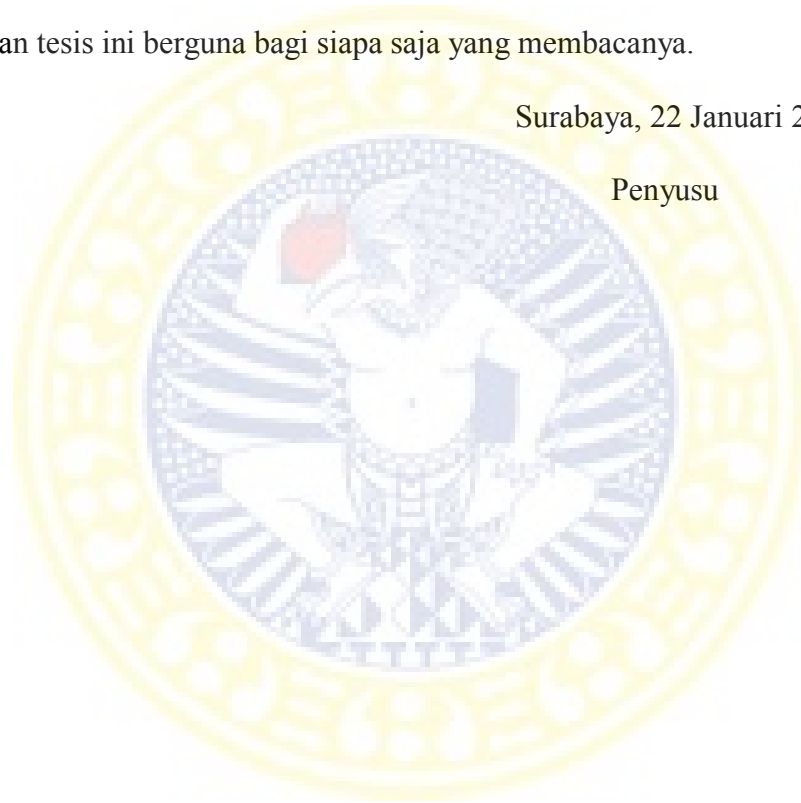 an tesis ini berguna bagi siapa saja yang membacanya.
Surabaya, 22 Januari 2
Penyusu